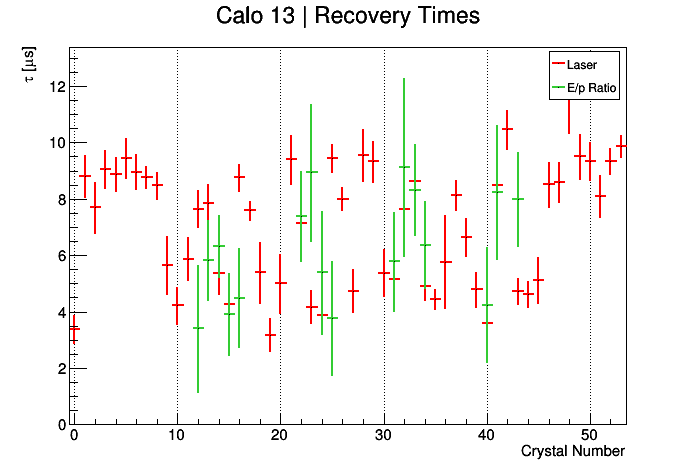 Calo 13 | Recovery Times
τ [μs]
Laser
E/p Ratio
12
10
8
6
4
2
0
0 10 20 30 40 50
Crystal Number